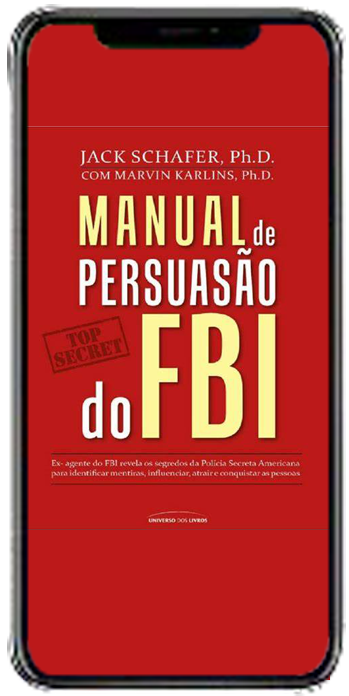 JACK SCHAFER, Ph.D.
COM MARVIN KARLINS, Ph.D.
MANUAL de
PERSUASÃO
TOP
SECRET
do FBI
Ex- agente do FBI revela os segredos da Polícia Secreta Americana
para identificar mentiras, influenciar, atrair e conquistar as pessoas
UNIVERSO DOS LIVROS